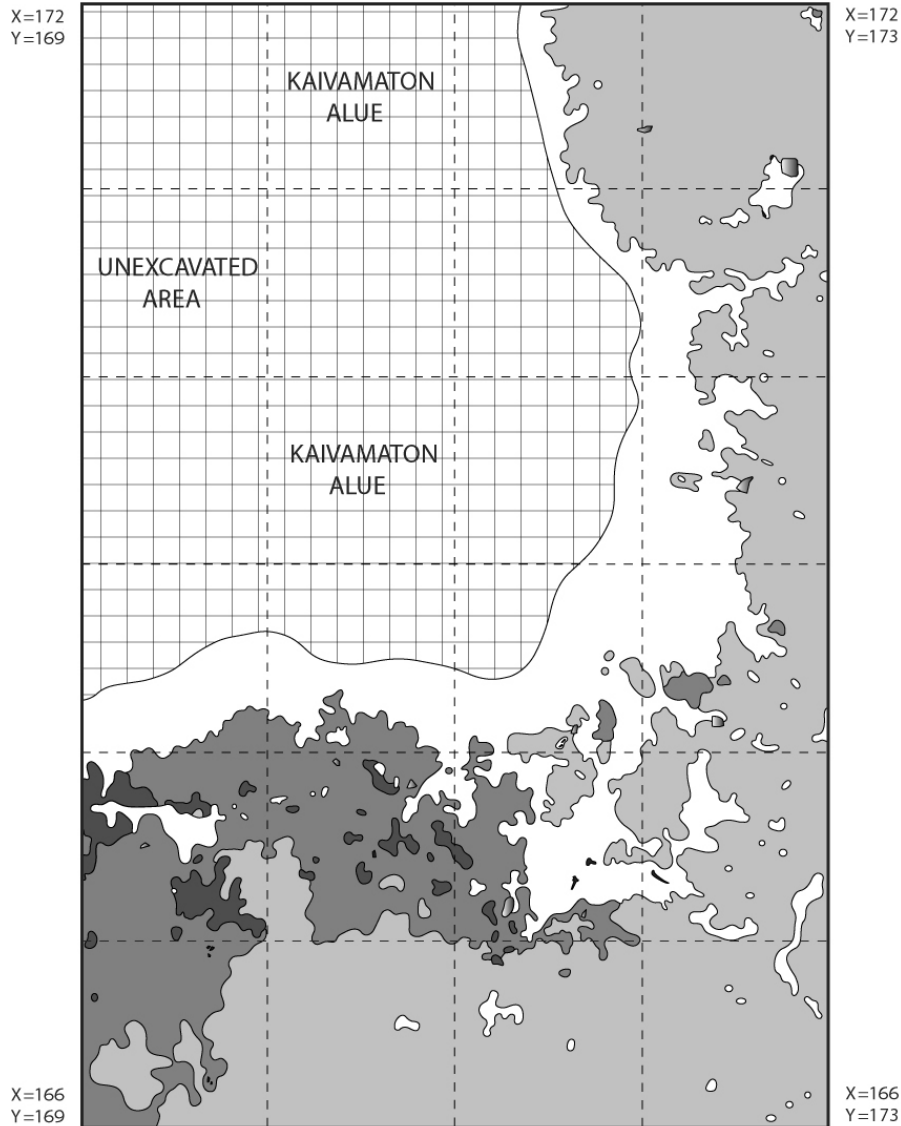 X=172
Y=169
X=172
Y=173
KAIVAMATON
ALUE
UNEXCAVATED
AREA
KAIVAMATON
ALUE
X=166
Y=169
X=166
Y=173